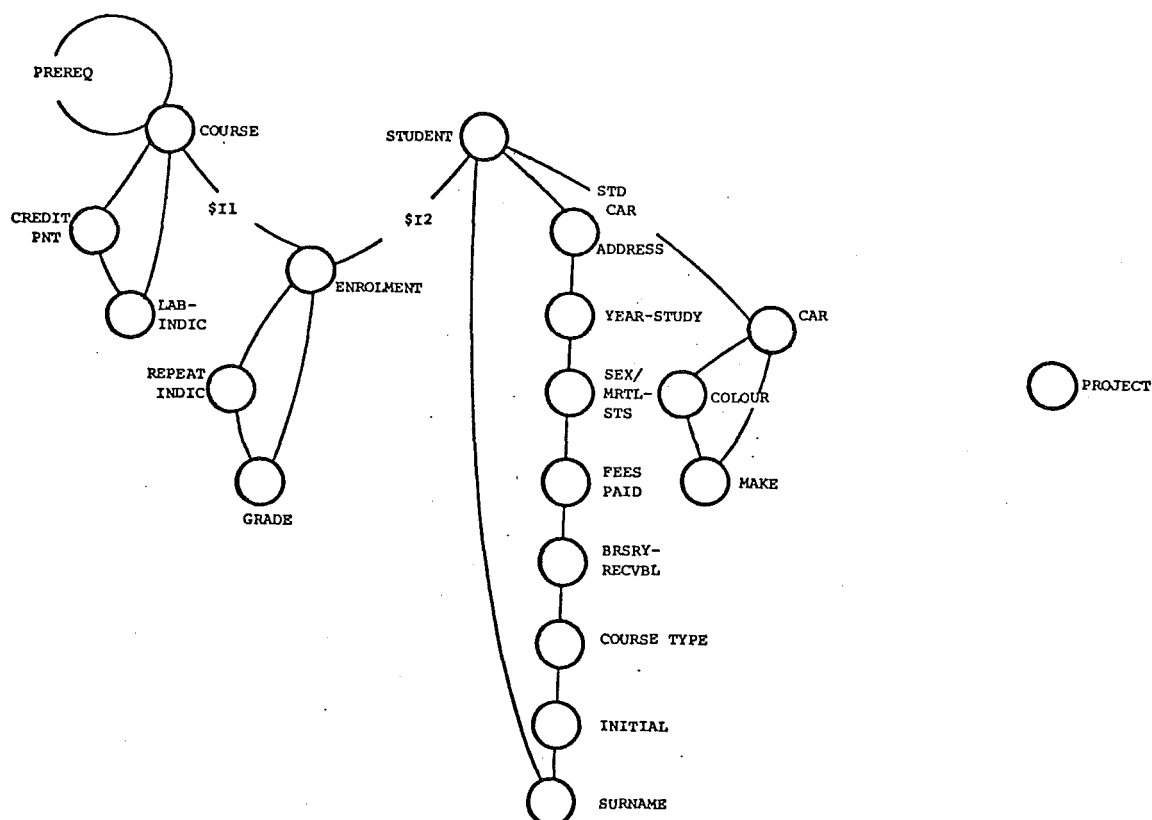 PREREQ
COURSE
STUDENT
STD
CAR
CREDIT
PNT
$I1
$I2
ADDRESS
ENROLMENT
LAB-
INDIC
YEAR-STUDY
CAR
REPEAT
INDIC
SEX/
MRTL-
STS
COLOUR
PROJECT
FEES
PAID
MAKE
GRADE
BRSRY-
RECVBL
COURSE TYPE
INITIAL
SURNAME